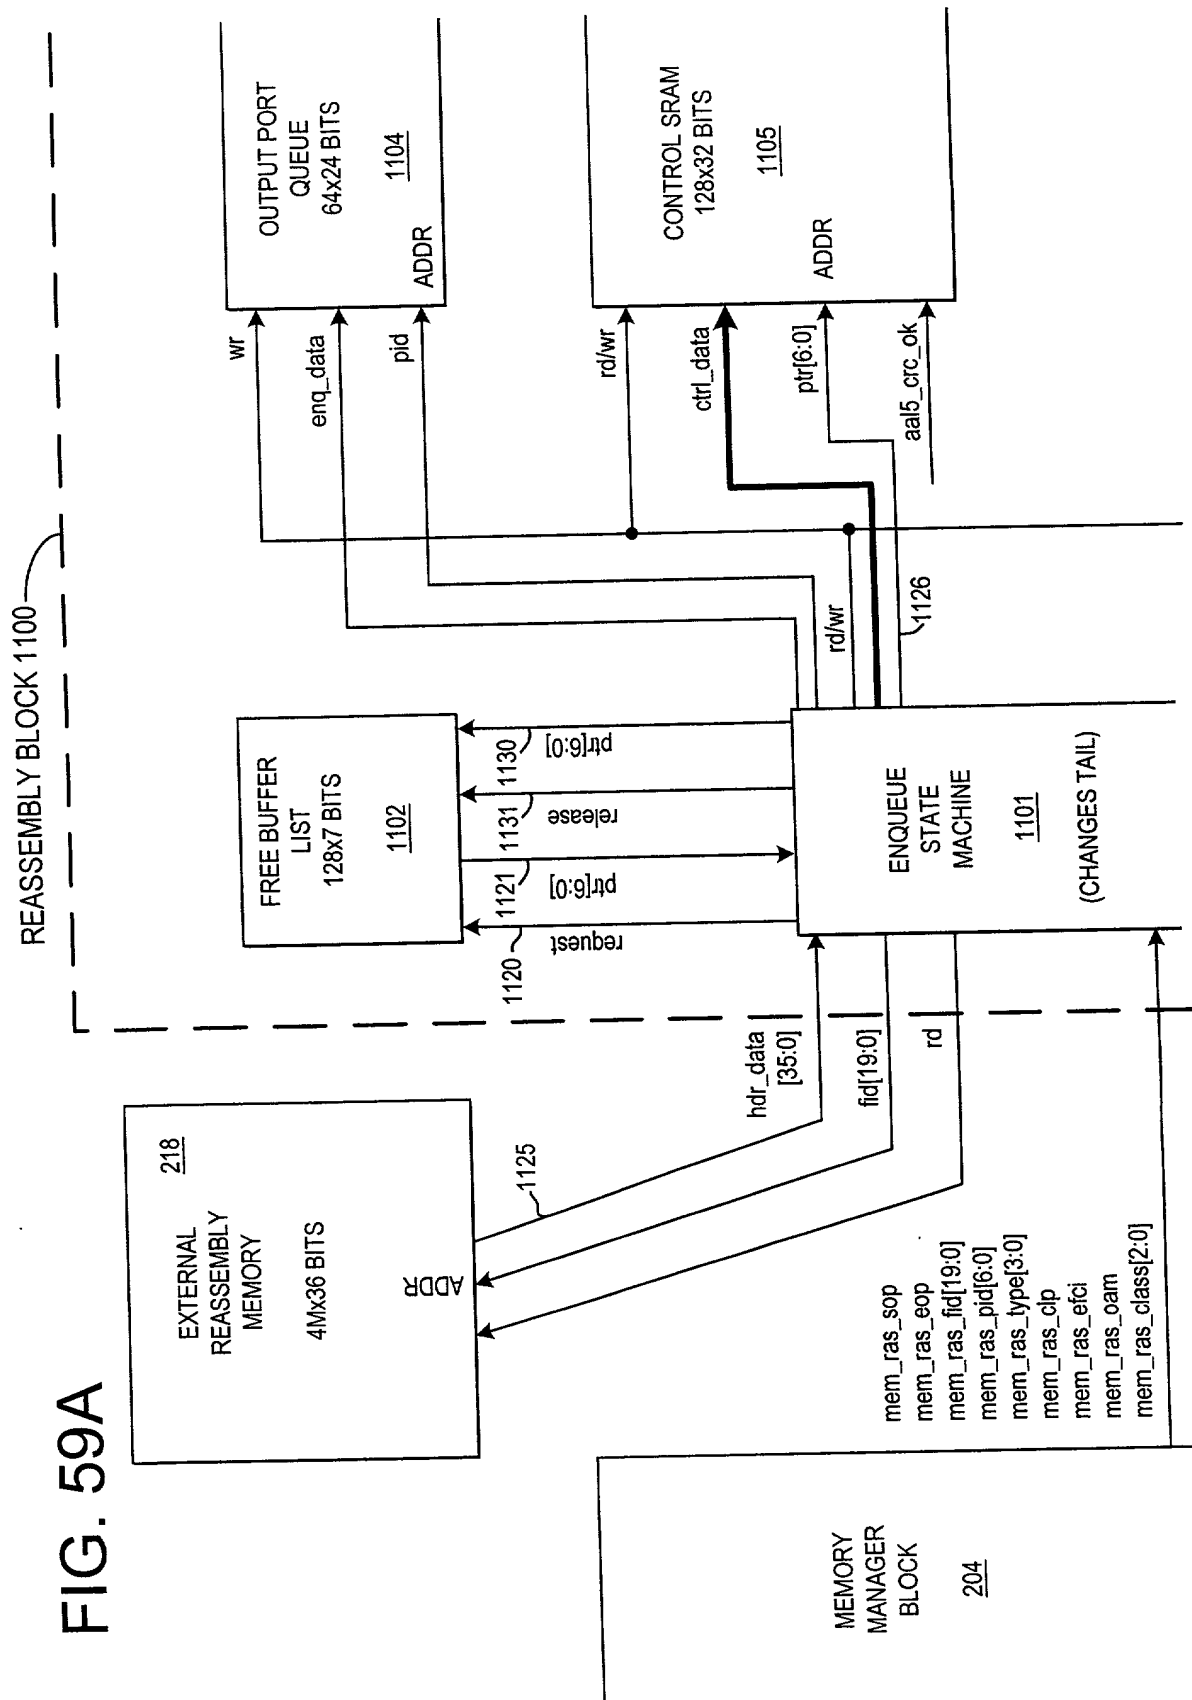 FIG. 59A
REASSEMBLY BLOCK 1100
EXTERNAL
REASSEMBLY
MEMORY
218
4Mx36 BITS
ADDR
1125
FREE BUFFER
LIST
128x7 BITS
1102
request
1120
ptr[6:0]
1121
release
1131
ptr[6:0]
1130
OUTPUT PORT
QUEUE
64x24 BITS
1104
ADDR
wr
enq_data
pid
CONTROL SRAM
128x32 BITS
1105
ADDR
rd/wr
ctrl_data
ptr[6:0]
aal5_crc_ok
rd/wr
1126
hdr_data
[35:0]
fid[19:0]
rd
ENQUEUE
STATE
MACHINE
1101
(CHANGES TAIL)
MEMORY
MANAGER
BLOCK
204
mem_ras_sop
mem_ras_eop
mem_ras_fid[19:0]
mem_ras_pid[6:0]
mem_ras_type[3:0]
mem_ras_clp
mem_ras_efci
mem_ras_oam
mem_ras_class[2:0]